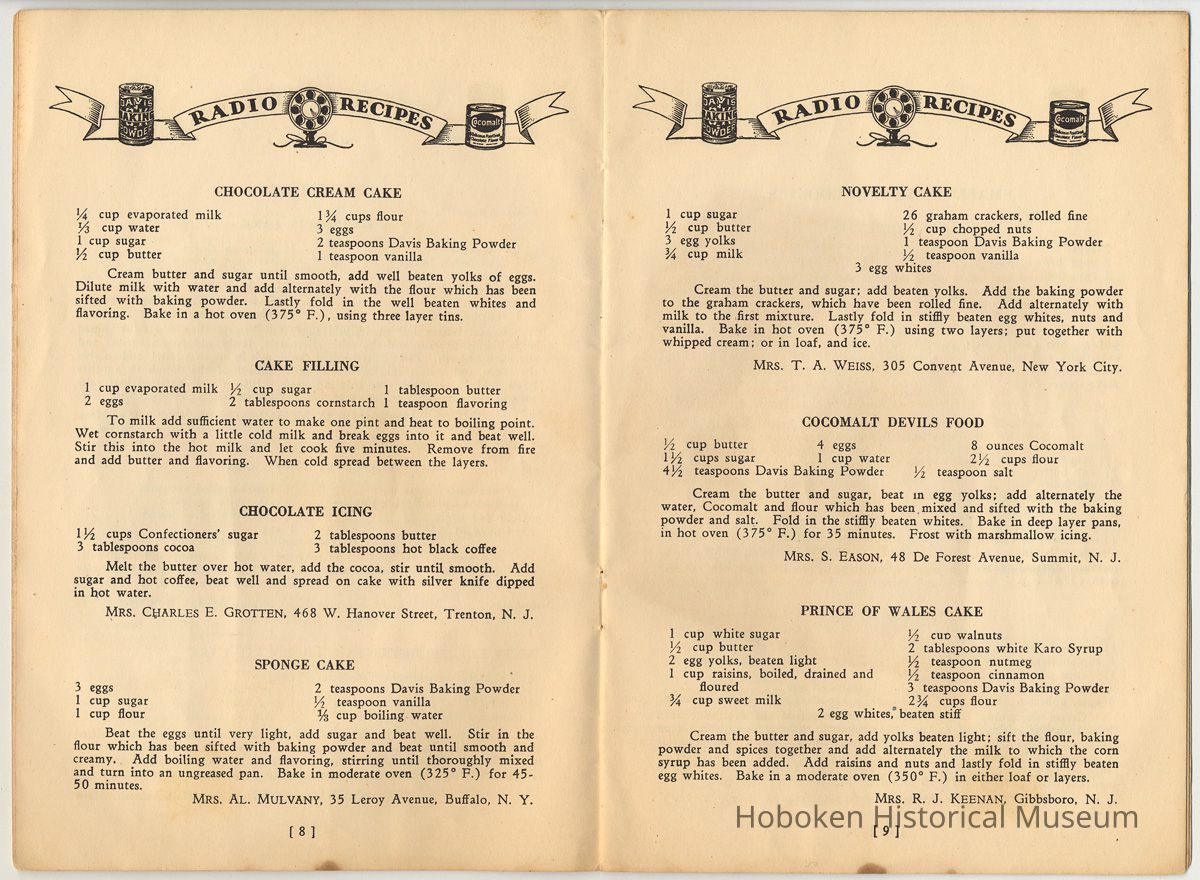 DAVIS
BAKING
POWDER
RADIO RECIPES
Cocomalt
CHOCOLATE CREAM CAKE
¼ cup evaporated milk 1¾ cups flour
⅓ cup water 3 eggs
1 cup sugar 2 teaspoons Davis Baking Powder
½ cup butter 1 teaspoon vanilla
Cream butter and sugar until smooth, add well beaten yolks of eggs.
Dilute milk with water and add alternately with the flour which has been
sifted with baking powder. Lastly fold in the well beaten whites and
flavoring. Bake in a hot oven (375° F.), using three layer tins.
CAKE FILLING
1 cup evaporated milk ½ cup sugar 1 tablespoon butter
2 eggs 2 tablespoons cornstarch 1 teaspoon flavoring
To milk add sufficient water to make one pint and heat to boiling point.
Wet cornstarch with a little cold milk and break eggs into it and beat well.
Stir this into the hot milk and let cook five minutes. Remove from fire
and add butter and flavoring. When cold spread between the layers.
CHOCOLATE ICING
1½ cups Confectioners' sugar 2 tablespoons butter
3 tablespoons cocoa 3 tablespoons hot black coffee
Melt the butter over hot water, add the cocoa, stir until smooth. Add
sugar and hot coffee, beat well and spread on cake with silver knife dipped
in hot water.
MRS. CHARLES E. GROTTEN, 468 W. Hanover Street, Trenton, N. J.
SPONGE CAKE
3 eggs 2 teaspoons Davis Baking Powder
1 cup sugar ½ teaspoon vanilla
1 cup flour ⅓ cup boiling water
Beat the eggs until very light, add sugar and beat well. Stir in the
flour which has been sifted with baking powder and beat until smooth and
creamy. Add boiling water and flavoring, stirring until thoroughly mixed
and turn into an ungreased pan. Bake in moderate oven (325° F.) for 45-
50 minutes.
MRS. AL. MULVANY, 35 Leroy Avenue, Buffalo, N. Y.
[ 8 ]
DAVIS
BAKING
POWDER
RADIO RECIPES
Cocomalt
NOVELTY CAKE
1 cup sugar 26 graham crackers, rolled fine
½ cup butter ½ cup chopped nuts
3 egg yolks 1 teaspoon Davis Baking Powder
¾ cup milk ½ teaspoon vanilla
3 egg whites
Cream the butter and sugar; add beaten yolks. Add the baking powder
to the graham crackers, which have been rolled fine. Add alternately with
milk to the first mixture. Lastly fold in stiffly beaten egg whites, nuts and
vanilla. Bake in hot oven (375° F.) using two layers; put together with
whipped cream; or in loaf, and ice.
MRS. T. A. WEISS, 305 Convent Avenue, New York City.
COCOMALT DEVILS FOOD
½ cup butter 4 eggs 8 ounces Cocomalt
1½ cups sugar 1 cup water 2½ cups flour
4½ teaspoons Davis Baking Powder ½ teaspoon salt
Cream the butter and sugar, beat in egg yolks; add alternately the
water, Cocomalt and flour which has been mixed and sifted with the baking
powder and salt. Fold in the stiffly beaten whites. Bake in deep layer pans,
in hot oven (375° F.) for 35 minutes. Frost with marshmallow icing.
MRS. S. EASON, 48 De Forest Avenue, Summit, N. J.
PRINCE OF WALES CAKE
1 cup white sugar ½ cup walnuts
½ cup butter 2 tablespoons white Karo Syrup
2 egg yolks, beaten light ½ teaspoon nutmeg
1 cup raisins, boiled, drained and ½ teaspoon cinnamon
floured 3 teaspoons Davis Baking Powder
¾ cup sweet milk 2¾ cups flour
2 egg whites, beaten stiff
Cream the butter and sugar, add yolks beaten light; sift the flour, baking
powder and spices together and add alternately the milk to which the corn
syrup has been added. Add raisins and nuts and lastly fold in stiffly beaten
egg whites. Bake in a moderate oven (350° F.) in either loaf or layers.
MRS. R. J. KEENAN, Gibbsboro, N. J.
Hoboken Historical Museum
[ 9 ]